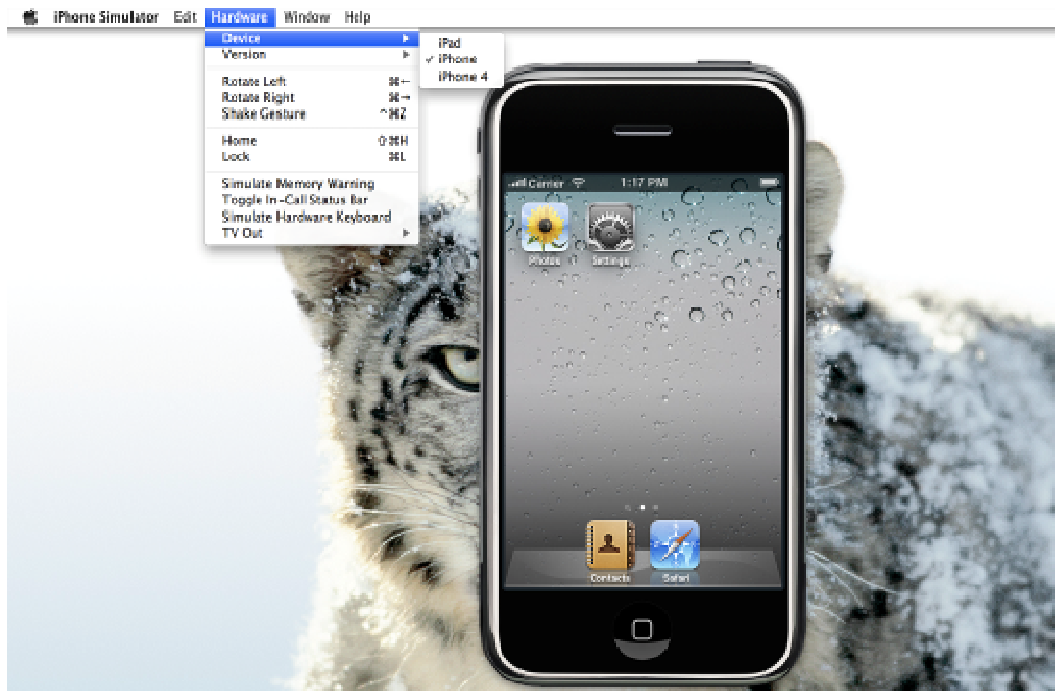 iPhone Simulator Edit Hardware Window Help
Device
Version
Rotate Left ⌘←
Rotate Right ⌘→
Shake Gesture ^⌘Z
Home ⇧⌘H
Lock ⌘L
Simulate Memory Warning
Toggle In-Call Status Bar
Simulate Hardware Keyboard
TV Out
iPad
✓ iPhone
iPhone 4
Carrier 1:17 PM
Photos Settings
Contacts Safari